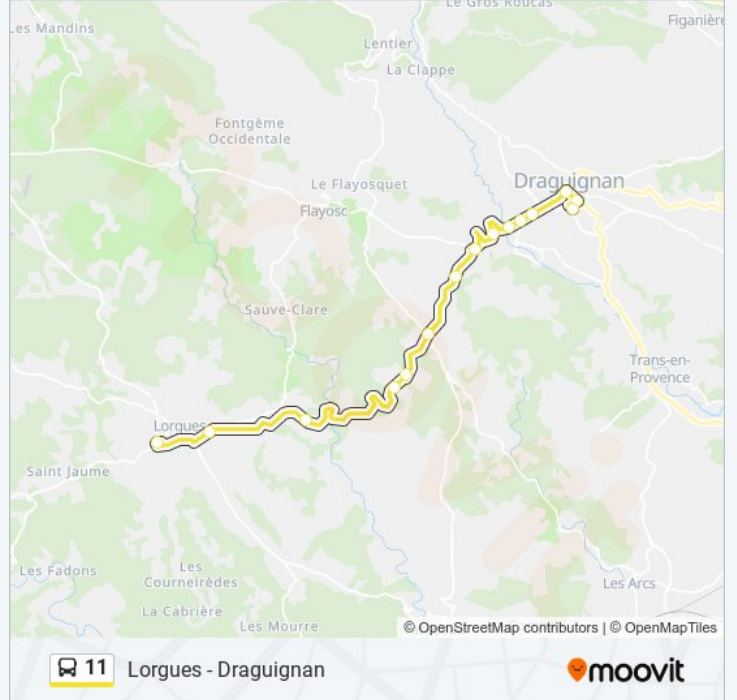 Le Gros Roucas
Les Mandins
Figanière
Lentier
La Clappe
Fontgème
Occidentale
Draguignan
Le Flayosquet
Flayosc
Sauve-Clare
Trans-en-
Provence
Lorgues
Saint Jaume
Les Arcs
Les Fadons
Les
Courneirèdes
La Cabrière
Les Mourre
© OpenStreetMap contributors | © OpenMapTiles
11 Lorgues - Draguignan
moovit